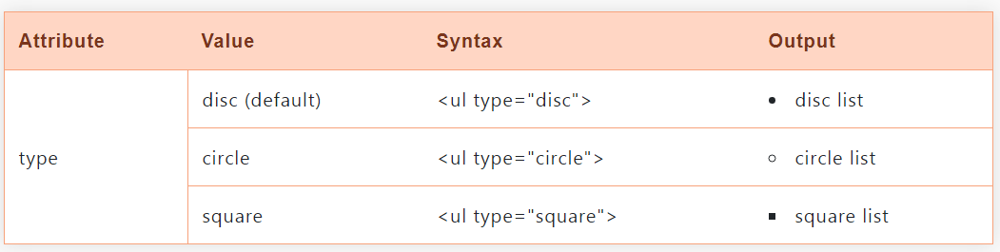 Attribute Value Syntax Output
disc (default) <ul type="disc"> • disc list
type circle <ul type="circle"> ○ circle list
square <ul type="square"> ▪ square list